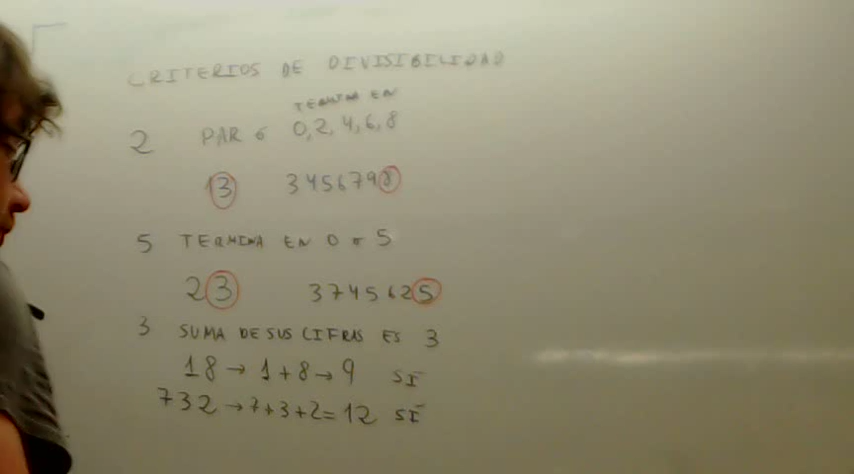 CRITERIOS DE DIVISIBILIDAD
TERMINA EN
2 PAR ó 0,2,4,6,8
13 3456798
5 TERMINA EN 0 o 5
23 3745625
3 SUMA DE SUS CIFRAS ES 3
18 → 1+8 → 9 SÍ
732 → 7+3+2=12 SÍ